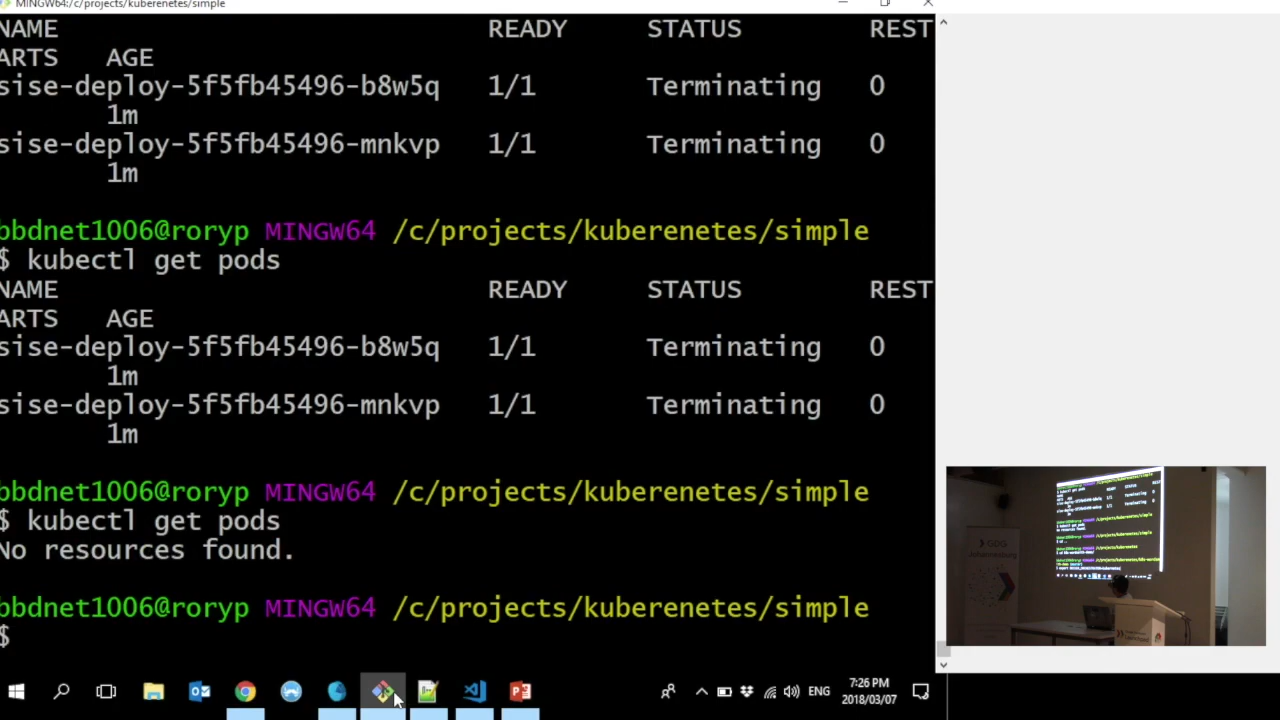 MINGW64:/c/projects/kuberenetes/simple
NAME READY STATUS REST
ARTS AGE
sise-deploy-5f5fb45496-b8w5q 1/1 Terminating 0
1m
sise-deploy-5f5fb45496-mnkvp 1/1 Terminating 0
1m
bbdnet1006@roryp MINGW64 /c/projects/kuberenetes/simple
$ kubectl get pods
NAME READY STATUS REST
ARTS AGE
sise-deploy-5f5fb45496-b8w5q 1/1 Terminating 0
1m
sise-deploy-5f5fb45496-mnkvp 1/1 Terminating 0
1m
bbdnet1006@roryp MINGW64 /c/projects/kuberenetes/simple
$ kubectl get pods
No resources found.
bbdnet1006@roryp MINGW64 /c/projects/kuberenetes/simple
$
ENG
7:26 PM
2018/03/07
GDG
Johannesburg